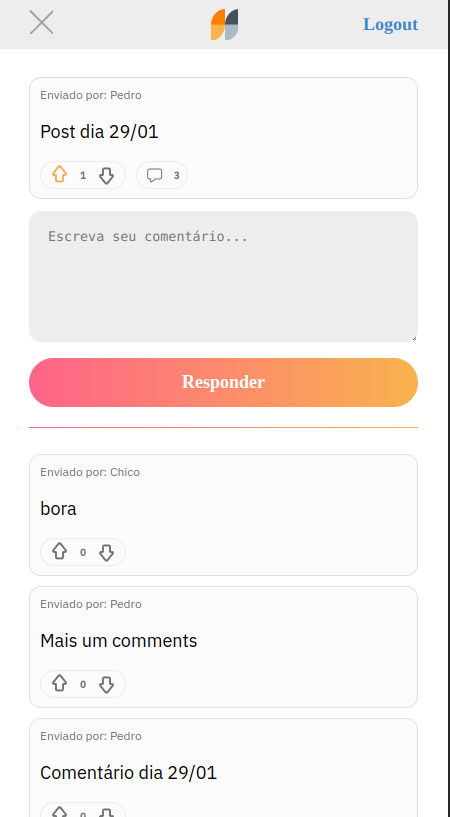 Logout
Enviado por: Pedro
Post dia 29/01
1
3
Escreva seu comentário...
Responder
Enviado por: Chico
bora
0
Enviado por: Pedro
Mais um comments
0
Enviado por: Pedro
Comentário dia 29/01
0